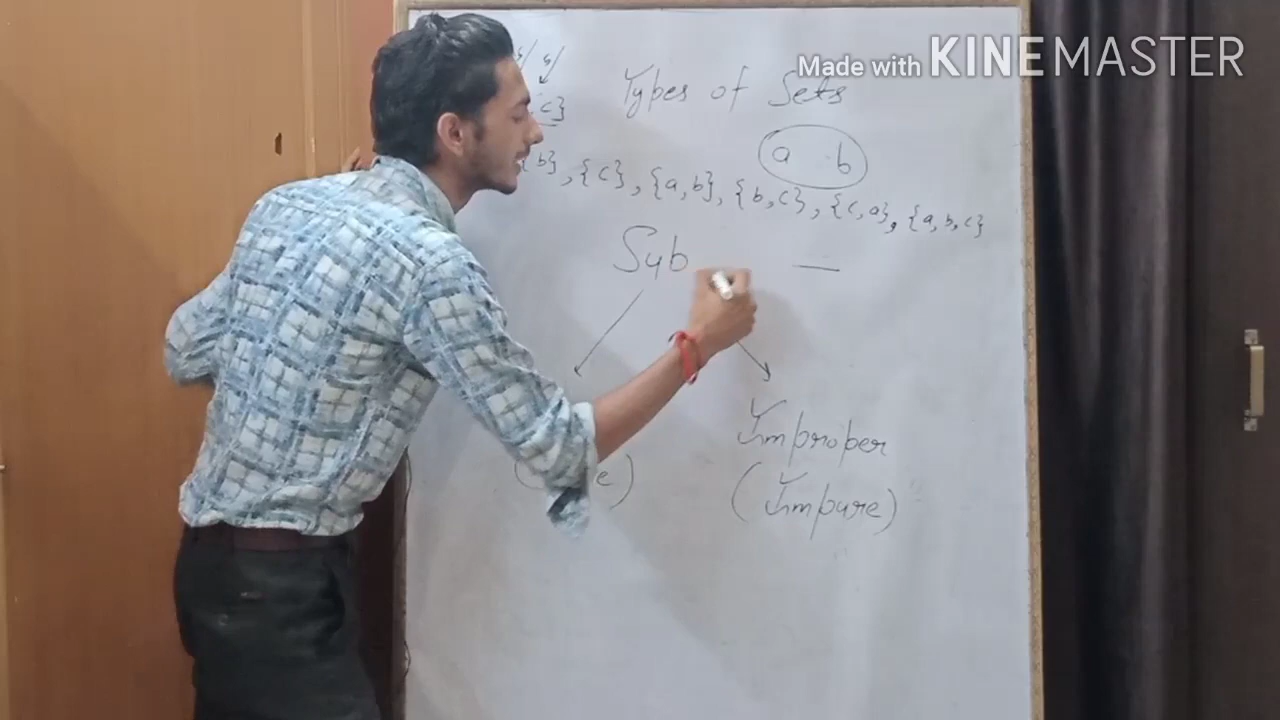 Made with KINEMASTER
Types of Sets
c}
a b
{b}, {c}, {a, b}, {b, c}, {c, a}, {a, b, c}
Sub
Improper
( e)
(Impure)